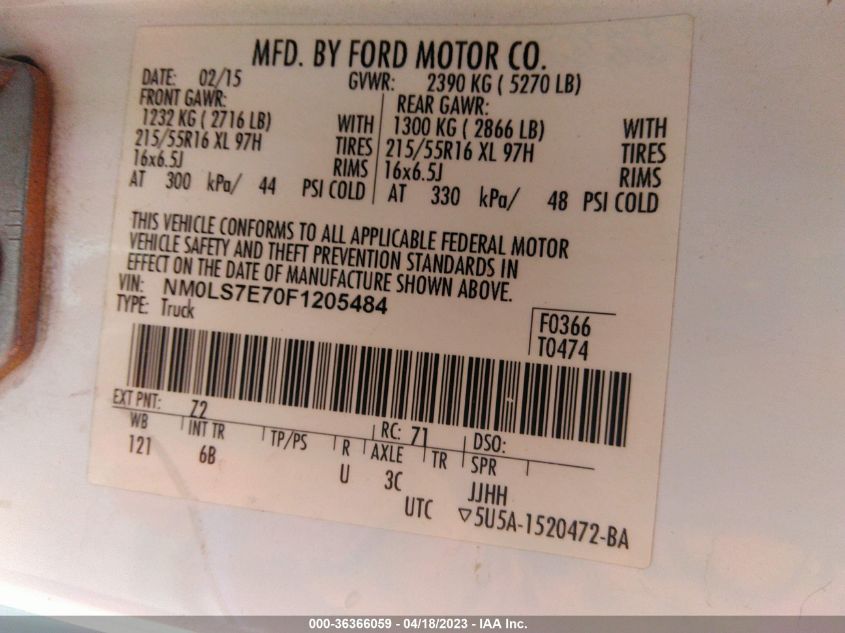 MFD. BY FORD MOTOR CO.
DATE: 02/15 GVWR: 2390 KG ( 5270 LB)
FRONT GAWR: REAR GAWR:
1232 KG ( 2716 LB) WITH 1300 KG ( 2866 LB) WITH
215/55R16 XL 97H TIRES 215/55R16 XL 97H TIRES
16x6.5J RIMS 16x6.5J RIMS
AT 300 kPa/ 44 PSI COLD AT 330 kPa/ 48 PSI COLD
THIS VEHICLE CONFORMS TO ALL APPLICABLE FEDERAL MOTOR
VEHICLE SAFETY AND THEFT PREVENTION STANDARDS IN
EFFECT ON THE DATE OF MANUFACTURE SHOWN ABOVE.
VIN: NM0LS7E70F1205484
TYPE: Truck
F0366
T0474
EXT PNT: Z2 RC: 71 DSO:
WB INT TR TP/PS R AXLE TR SPR
121 6B U 3C JJHH
UTC ▽5U5A-1520472-BA
000-36366059 - 04/18/2023 - IAA Inc.